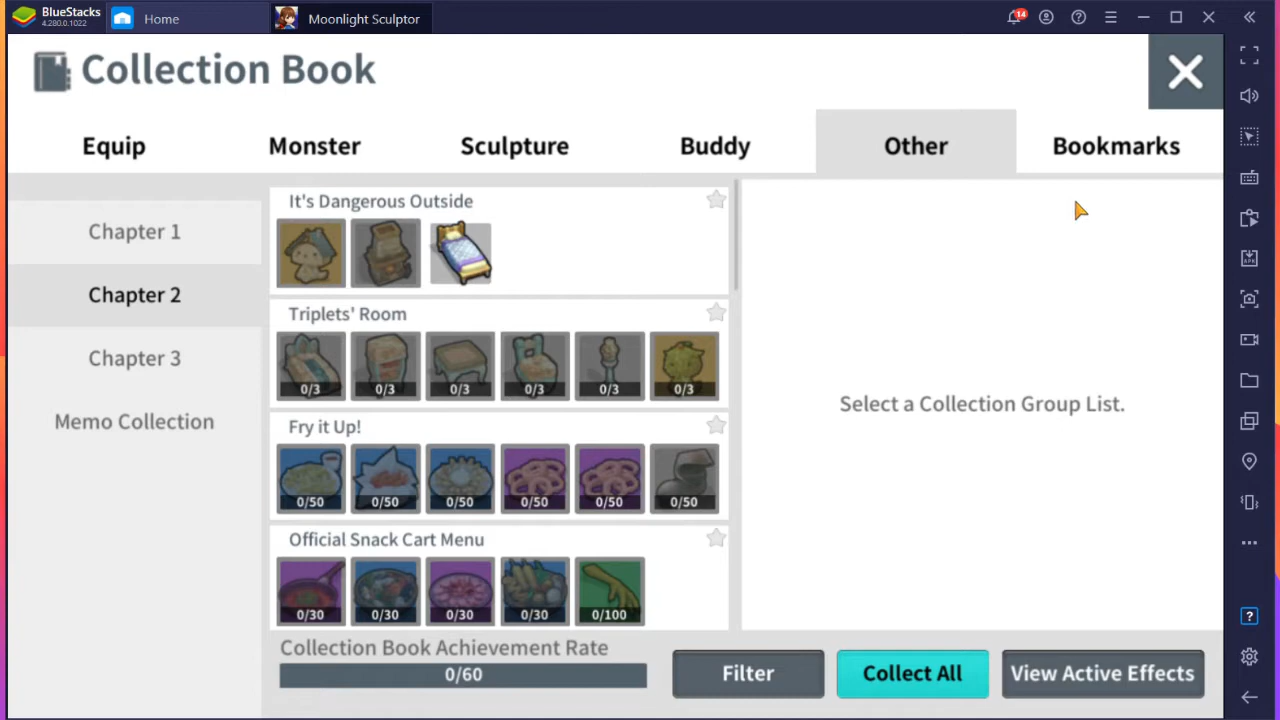 BlueStacks
4.280.0.1022
Home
Moonlight Sculptor
14
Collection Book
Equip
Monster
Sculpture
Buddy
Other
Bookmarks
Chapter 1
Chapter 2
Chapter 3
Memo Collection
It's Dangerous Outside
Triplets' Room
0/3 0/3 0/3 0/3 0/3 0/3
Fry it Up!
0/50 0/50 0/50 0/50 0/50 0/50
Official Snack Cart Menu
0/30 0/30 0/30 0/30 0/100
Select a Collection Group List.
Collection Book Achievement Rate
0/60
Filter
Collect All
View Active Effects
APK
?